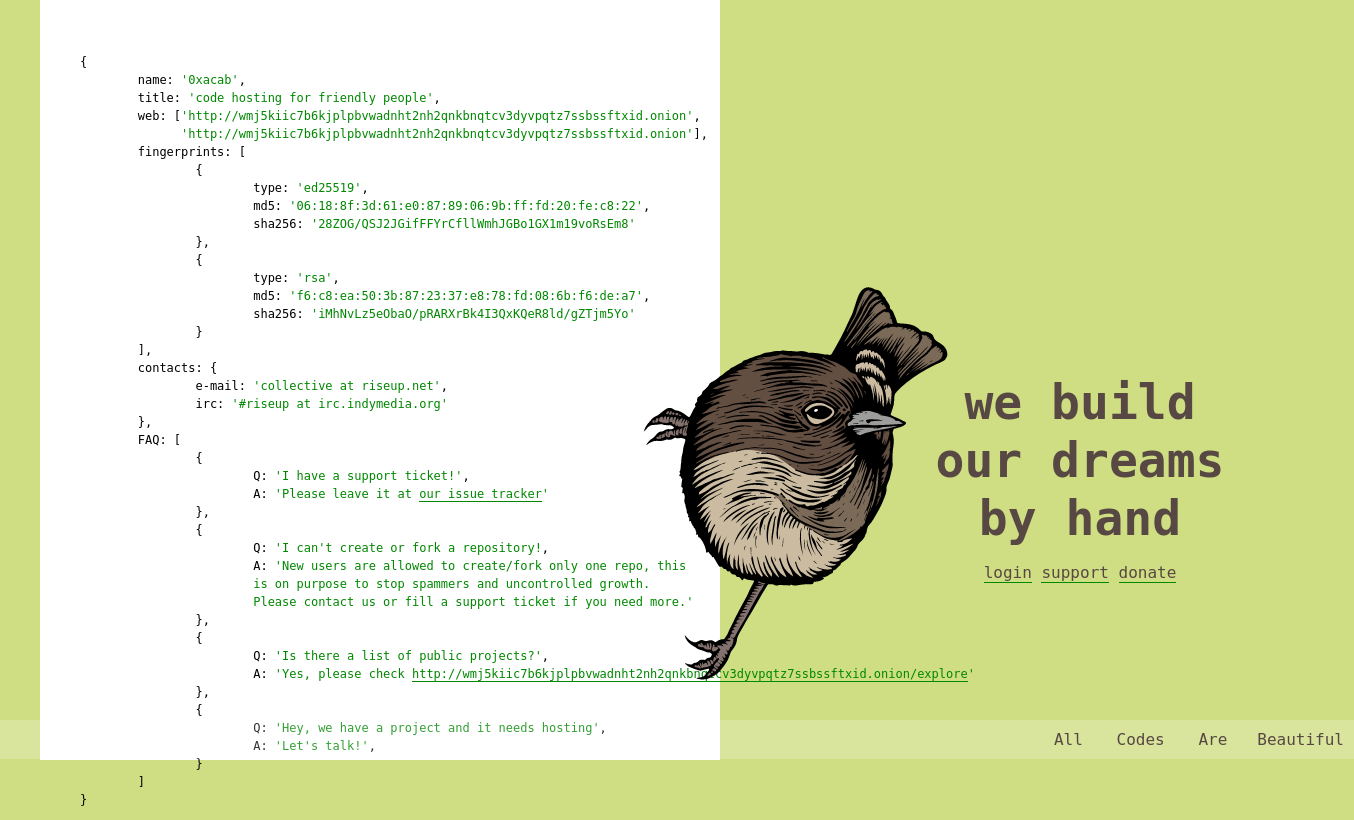 {
name: '0xacab',
title: 'code hosting for friendly people',
web: ['http://wmj5kiic7b6kjplpbvwadnht2nh2qnkbnqtcv3dyvpqtz7ssbssftxid.onion',
'http://wmj5kiic7b6kjplpbvwadnht2nh2qnkbnqtcv3dyvpqtz7ssbssftxid.onion'],
fingerprints: [
{
type: 'ed25519',
md5: '06:18:8f:3d:61:e0:87:89:06:9b:ff:fd:20:fe:c8:22',
sha256: '28ZOG/QSJ2JGifFFYrCfllWmhJGBo1GX1m19voRsEm8'
},
{
type: 'rsa',
md5: 'f6:c8:ea:50:3b:87:23:37:e8:78:fd:08:6b:f6:de:a7',
sha256: 'iMhNvLz5eObaO/pRARXrBk4I3QxKQeR8ld/gZTjm5Yo'
}
],
contacts: {
e-mail: 'collective at riseup.net',
irc: '#riseup at irc.indymedia.org'
},
FAQ: [
{
Q: 'I have a support ticket!',
A: 'Please leave it at our issue tracker'
},
{
Q: 'I can't create or fork a repository!,
A: 'New users are allowed to create/fork only one repo, this
is on purpose to stop spammers and uncontrolled growth.
Please contact us or fill a support ticket if you need more.'
},
{
Q: 'Is there a list of public projects?',
A: 'Yes, please check http://wmj5kiic7b6kjplpbvwadnht2nh2qnkbnqtcv3dyvpqtz7ssbssftxid.onion/explore'
},
{
Q: 'Hey, we have a project and it needs hosting',
A: 'Let's talk!',
}
]
}
we build
our dreams
by hand
login support donate
All Codes Are Beautiful